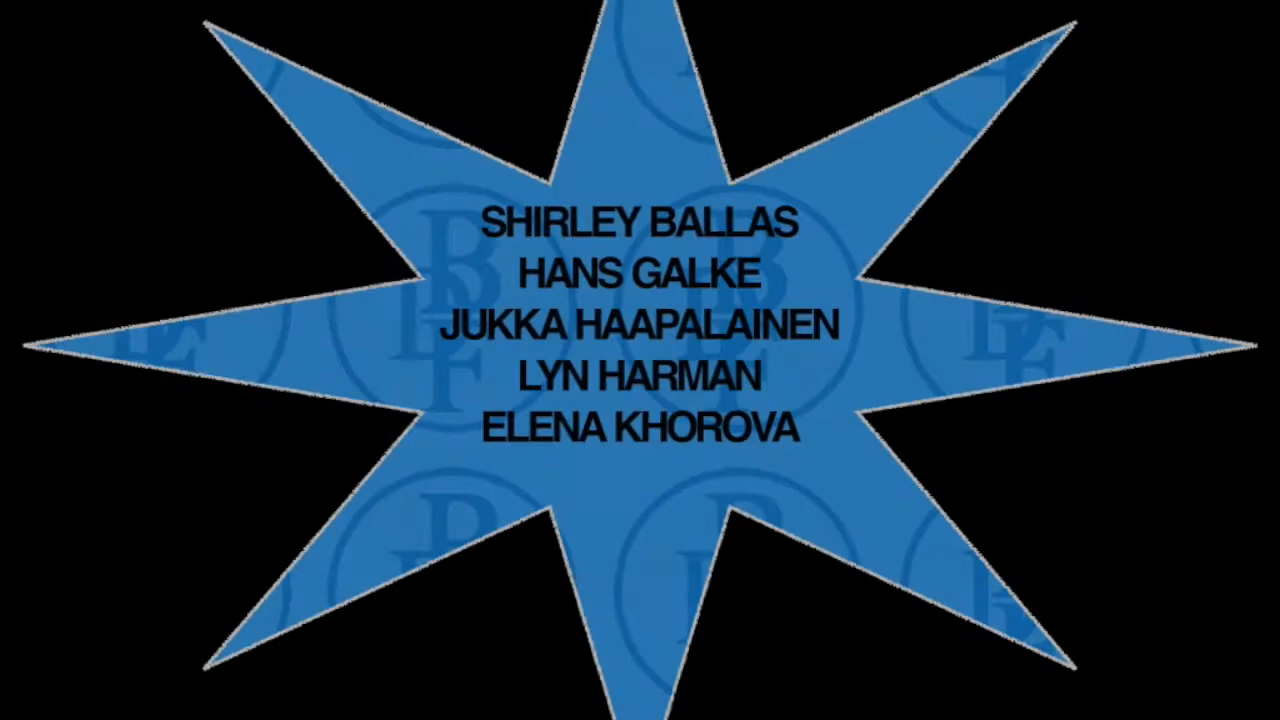 SHIRLEY BALLAS
HANS GALKE
JUKKA HAAPALAINEN
LYN HARMAN
ELENA KHOROVA